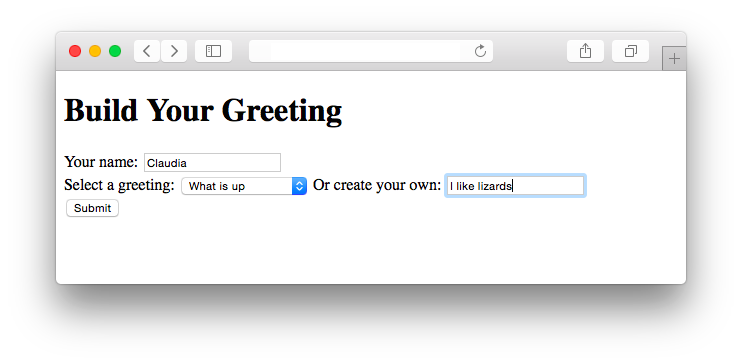 Build Your Greeting
Your name: Claudia
Select a greeting: What is up Or create your own: I like lizards
Submit